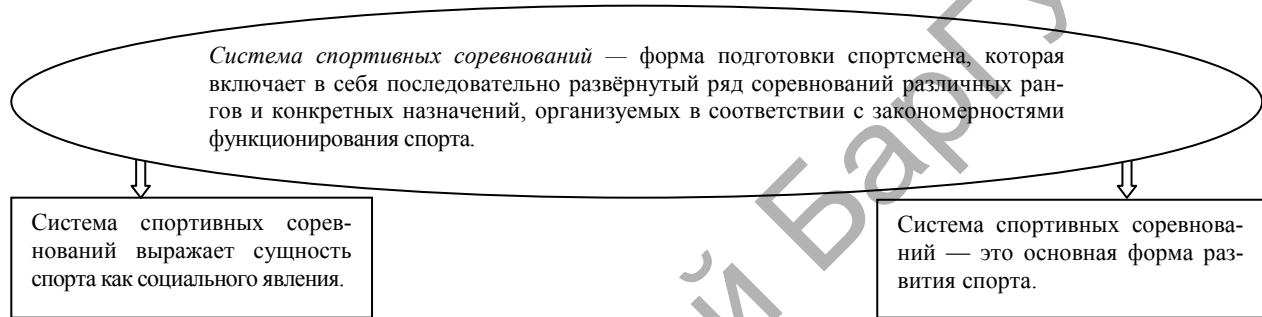 Система спортивных соревнований — форма подготовки спортсмена, которая
включает в себя последовательно развёрнутый ряд соревнований различных ран-
гов и конкретных назначений, организуемых в соответствии с закономерностями
функционирования спорта.
Система спортивных сорев-
нований выражает сущность
спорта как социального явления.
Система спортивных соревнова-
ний — это основная форма раз-
вития спорта.
й БарГУ